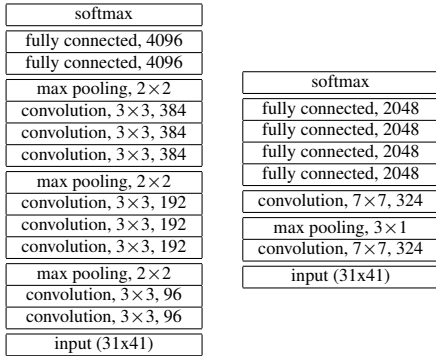 softmax
fully connected, 4096
fully connected, 4096
max pooling, 2×2
convolution, 3×3, 384
convolution, 3×3, 384
convolution, 3×3, 384
max pooling, 2×2
convolution, 3×3, 192
convolution, 3×3, 192
convolution, 3×3, 192
max pooling, 2×2
convolution, 3×3, 96
convolution, 3×3, 96
input (31x41)
softmax
fully connected, 2048
fully connected, 2048
fully connected, 2048
fully connected, 2048
convolution, 7×7, 324
max pooling, 3×1
convolution, 7×7, 324
input (31x41)